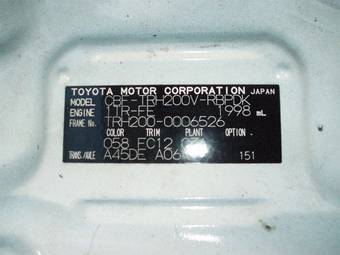 TOYOTA MOTOR CORPORATION JAPAN
MODEL CBF-TRH200V-RBPDK
ENGINE 1TR-FE 1998 mL
FRAME No. TRH200-0006526
COLOR TRIM PLANT OPTION
058 FC12
TRANS./AXLE A45DE 151